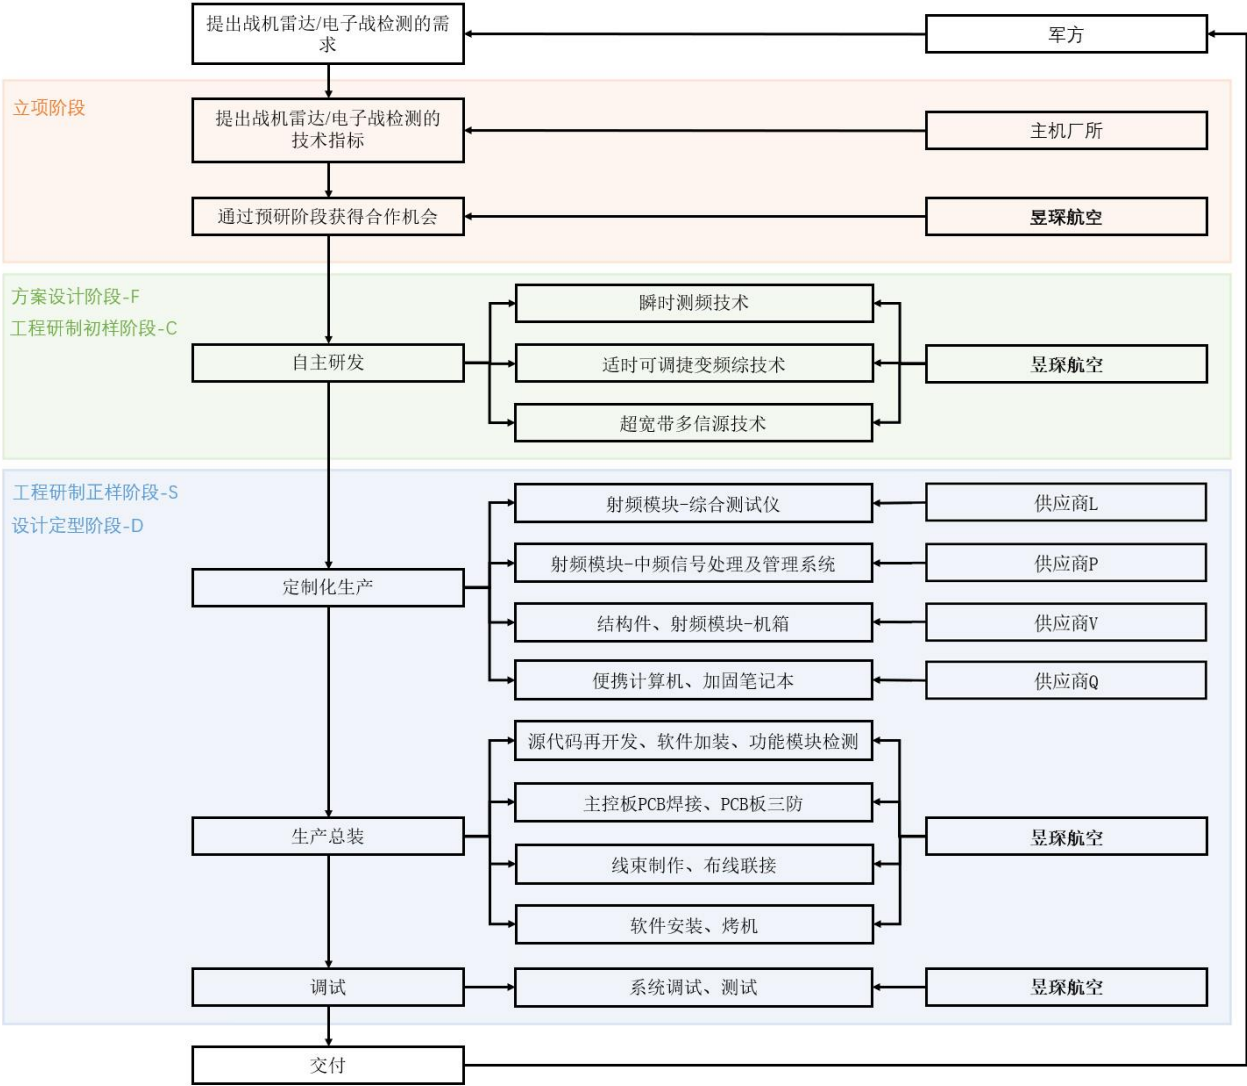 提出战机雷达/电子战检测的需
求
军方
立项阶段
提出战机雷达/电子战检测的
技术指标
主机厂所
通过预研阶段获得合作机会
昱琛航空
方案设计阶段-F
工程研制初样阶段-C
瞬时测频技术
自主研发
适时可调捷变频综技术
昱琛航空
超宽带多信源技术
工程研制正样阶段-S
设计定型阶段-D
射频模块-综合测试仪
供应商L
射频模块-中频信号处理及管理系统
供应商P
定制化生产
结构件、射频模块-机箱
供应商V
便携计算机、加固笔记本
供应商Q
源代码再开发、软件加装、功能模块检测
主控板PCB焊接、PCB板三防
生产总装
昱琛航空
线束制作、布线联接
软件安装、烤机
调试
系统调试、测试
昱琛航空
交付